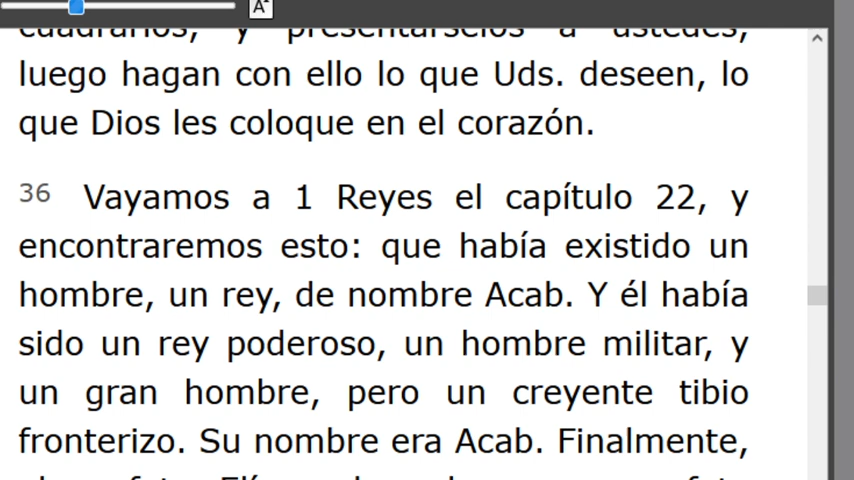 A
cuadrarlos, y presentárselos a ustedes,
luego hagan con ello lo que Uds. deseen, lo
que Dios les coloque en el corazón.
36 Vayamos a 1 Reyes el capítulo 22, y
encontraremos esto: que había existido un
hombre, un rey, de nombre Acab. Y él había
sido un rey poderoso, un hombre militar, y
un gran hombre, pero un creyente tibio
fronterizo. Su nombre era Acab. Finalmente,